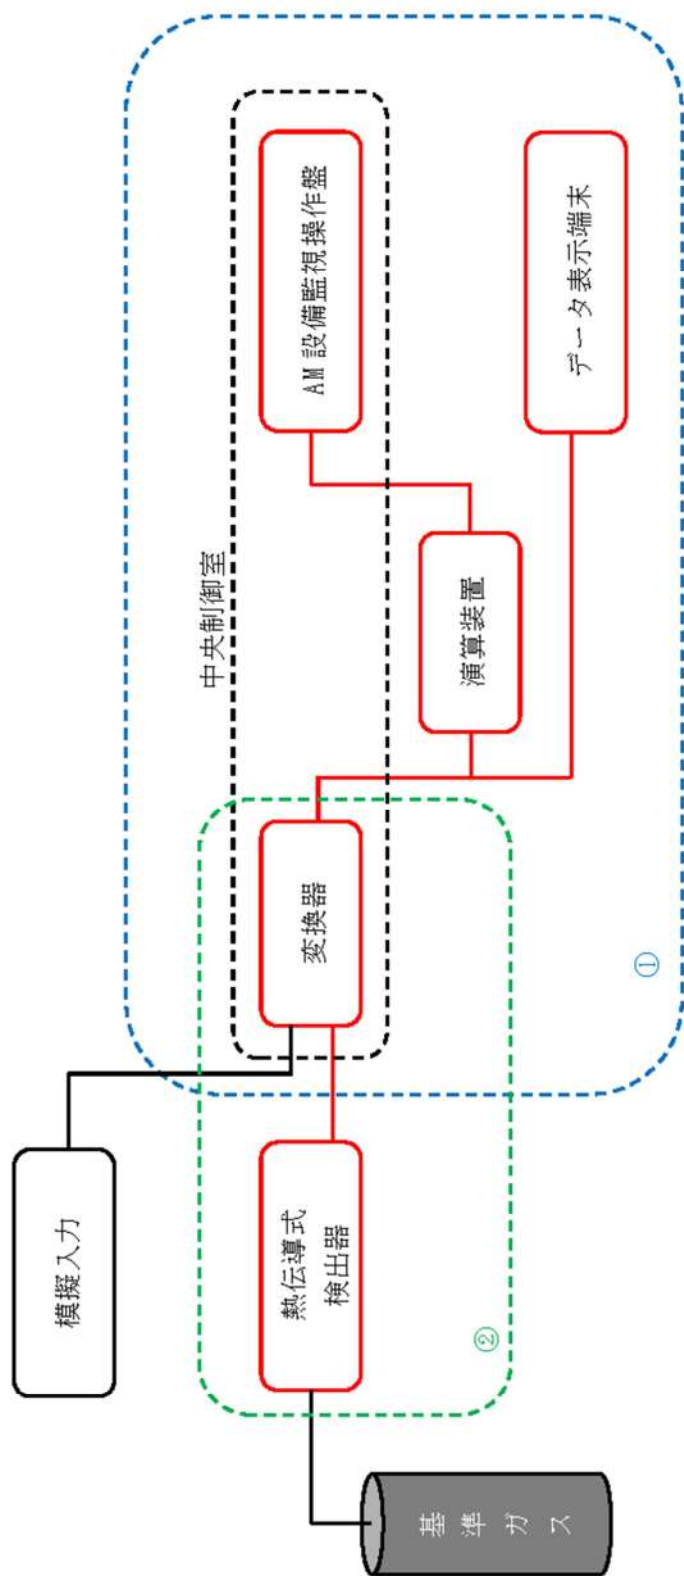 模擬入力
中央制御室
基準ガス
熱伝導式
検出器
変換器
AM 設備監視操作盤
演算装置
データ表示端末
②
①